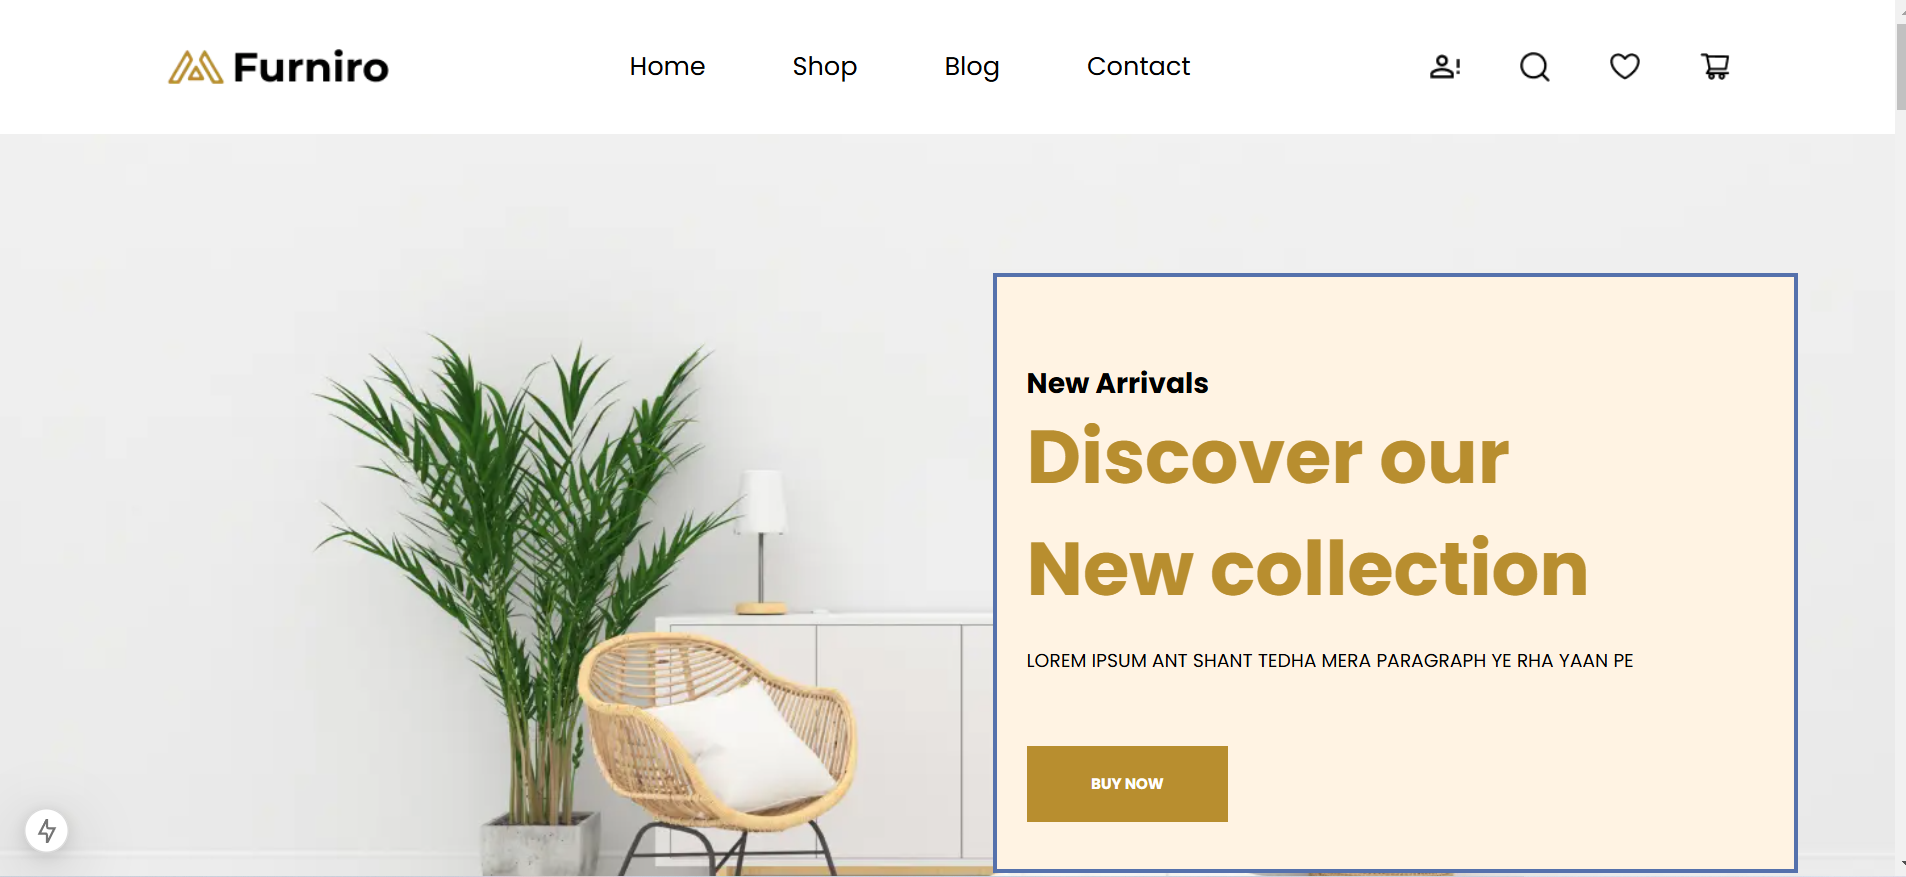 Furniro
Home Shop Blog Contact
New Arrivals
Discover our
New collection
LOREM IPSUM ANT SHANT TEDHA MERA PARAGRAPH YE RHA YAAN PE
BUY NOW